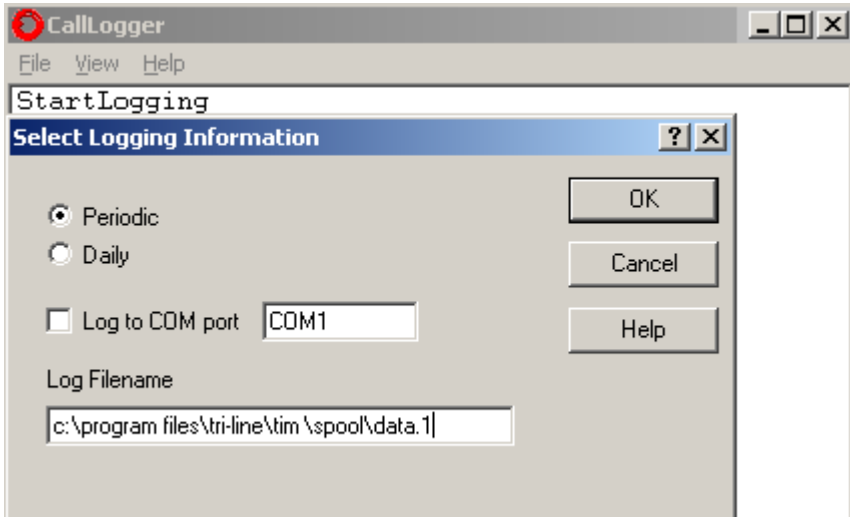 CallLogger
File View Help
StartLogging
Select Logging Information
OK
Periodic
Daily
Cancel
Log to COM port COM1
Help
Log Filename
c:\program files\tri-line\tim \spool\data.1